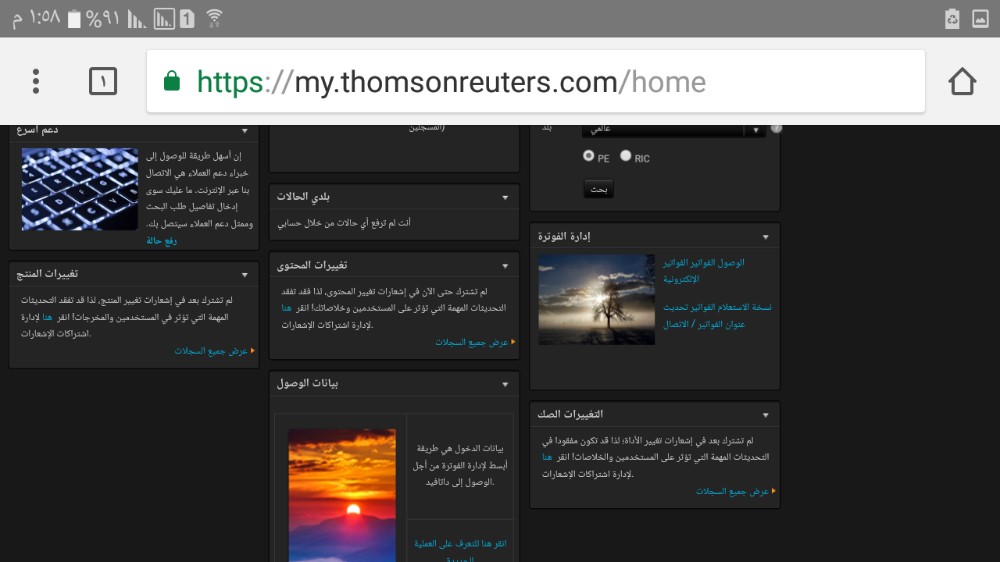 ١:٥٨ م
%٩١
1
١
https://my.thomsonreuters.com/home
دعم أسرع
إن أسهل طريقة للوصول إلى
خبراء دعم العملاء هي الاتصال
بنا عبر الإنترنت. ما عليك سوى
إدخال تفاصيل طلب البحث
وممثل دعم العملاء سيتصل بك.
رفع حالة
تغييرات المنتج
لم تشترك بعد في إشعارات تغيير المنتج، لذا قد تفقد التحديثات
المهمة التي تؤثر في المستخدمين والمخرجات! انقر هنا لإدارة
اشتراكات الإشعارات.
عرض جميع السجلات
(المسجلين
بلدي الحالات
أنت لم ترفع أي حالات من خلال حسابي
تغييرات المحتوى
لم تشترك حتى الآن في إشعارات تغيير المحتوى، لذا فقد تفقد
التحديثات المهمة التي تؤثر على المستخدمين وخلاصاتك! انقر هنا
لإدارة اشتراكات الإشعارات.
عرض جميع السجلات
بيانات الوصول
بيانات الدخول هي طريقة
أبسط لإدارة الفوترة من أجل
الوصول إلى داتافيد.
انقر هنا للتعرف على العملية
الجديدة
بلد
عالمي
?
PE
RIC
بحث
إدارة الفوترة
الوصول الفواتير الفواتير
الإلكترونية
نسخة الاستعلام الفواتير تحديث
عنوان الفواتير / الاتصال
التغييرات الصك
لم تشترك بعد في إشعارات تغيير الأداة؛ لذا قد تكون مفقودا في
التحديثات المهمة التي تؤثر على المستخدمين والخلاصات! انقر هنا
لإدارة اشتراكات الإشعارات.
عرض جميع السجلات